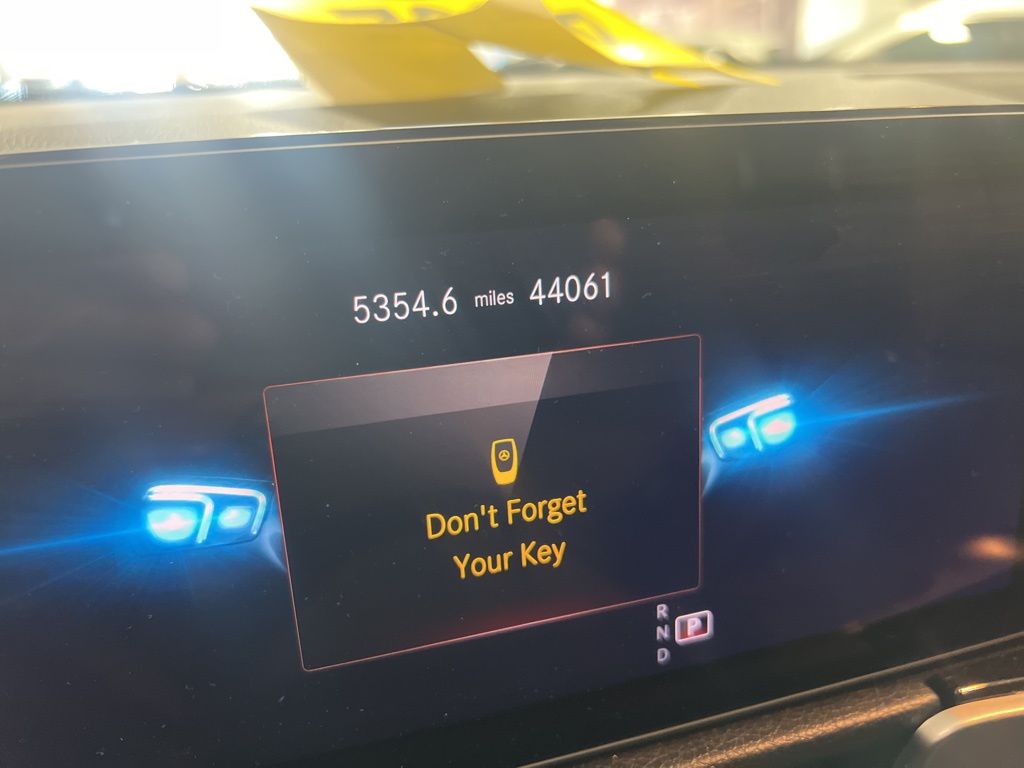 5354.6 miles 44061
Don't Forget
Your Key
R
N P
D